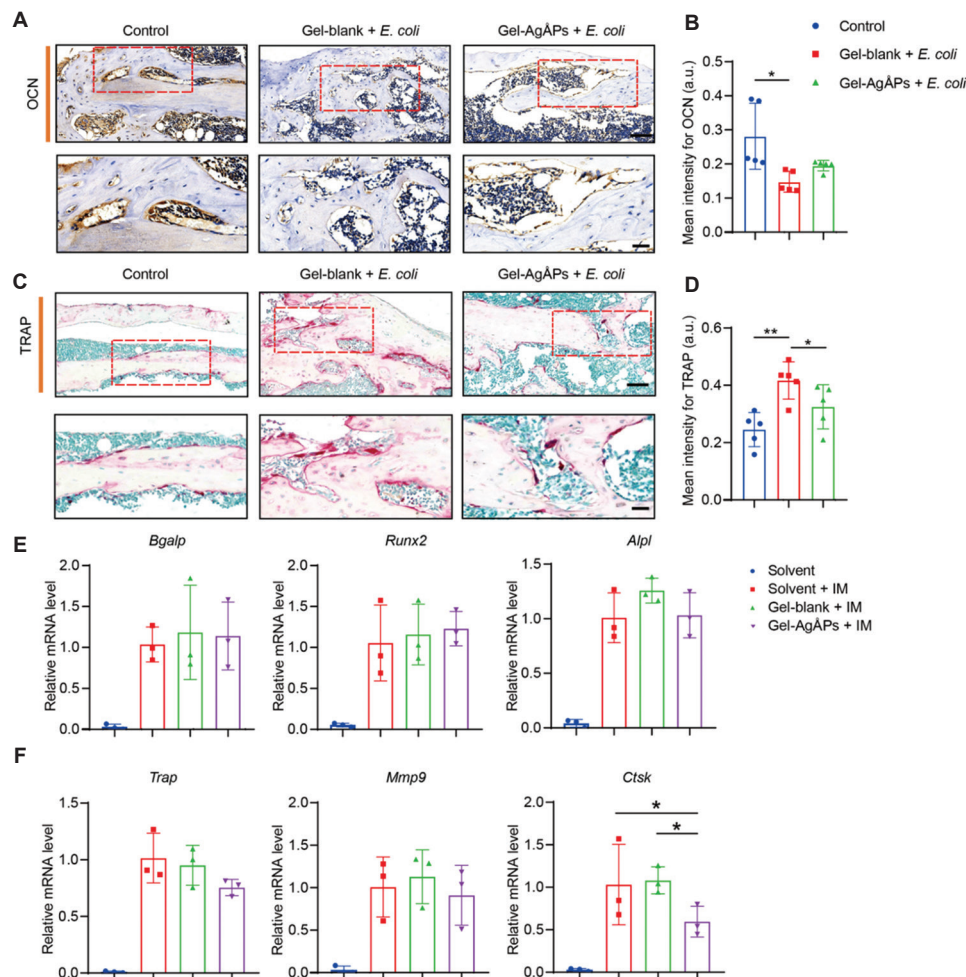 A
Control
Gel-blank + E. coli
Gel-AgÅPs + E. coli
OCN
B
Mean intensity for OCN (a.u.)
0.5
0.4
0.3
0.2
0.1
0.0
*
Control
Gel-blank + E. coli
Gel-AgÅPs + E. coli
C
Control
Gel-blank + E. coli
Gel-AgÅPs + E. coli
TRAP
D
Mean intensity for TRAP (a.u.)
0.6
0.4
0.2
0.0
**
*
E
Bgalp
Relative mRNA level
2.0
1.5
1.0
0.5
0.0
Runx2
Relative mRNA level
2.0
1.5
1.0
0.5
0.0
Alpl
Relative mRNA level
1.5
1.0
0.5
0.0
Solvent
Solvent + IM
Gel-blank + IM
Gel-AgÅPs + IM
F
Trap
Relative mRNA level
1.5
1.0
0.5
0.0
Mmp9
Relative mRNA level
2.0
1.5
1.0
0.5
0.0
Ctsk
Relative mRNA level
2.0
1.5
1.0
0.5
0.0
*
*